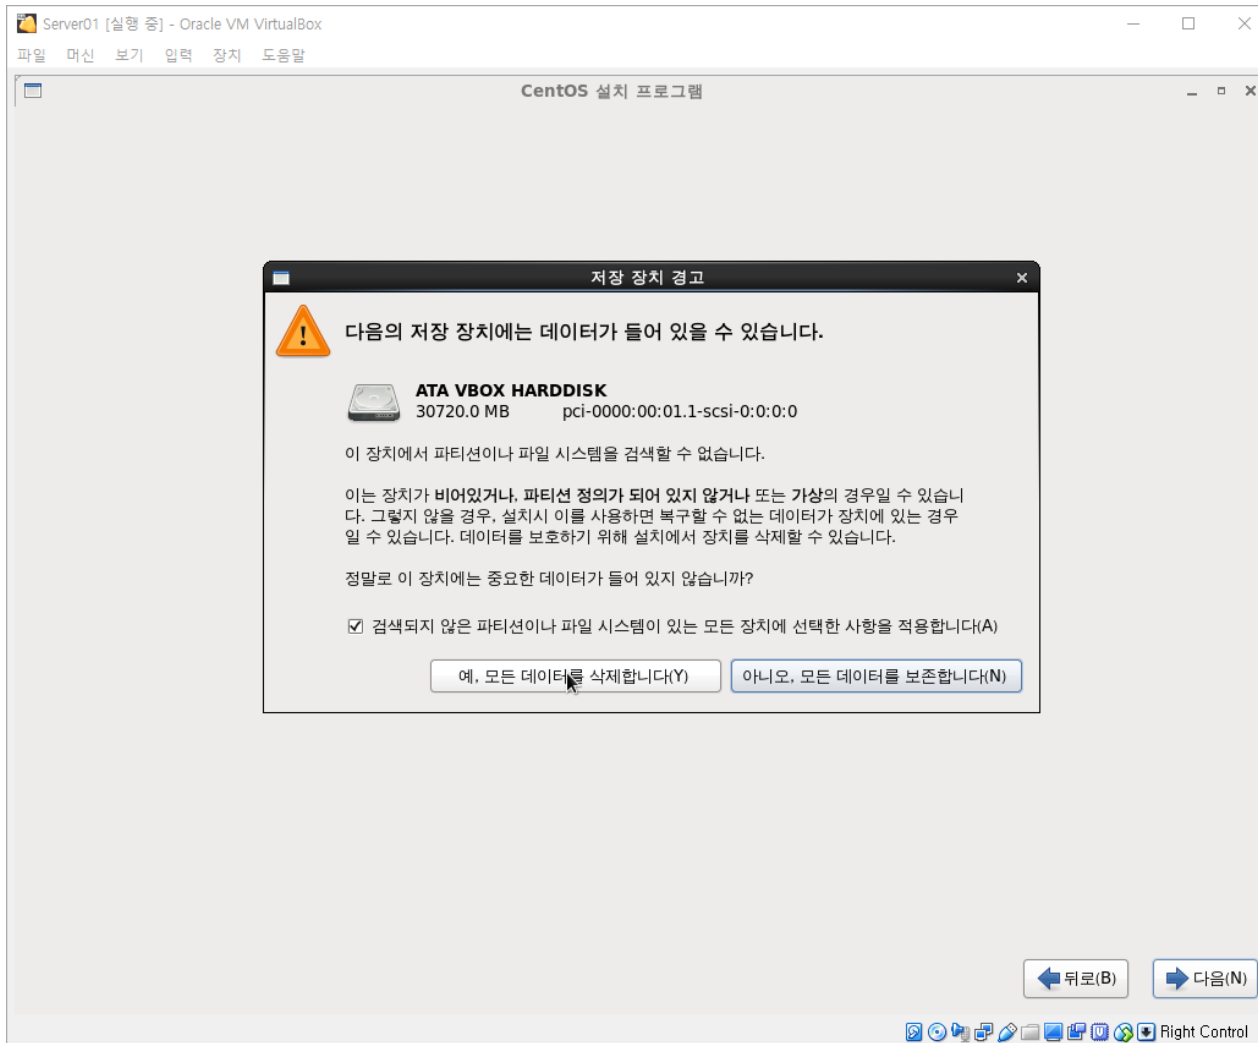 Server01 [실행 중] - Oracle VM VirtualBox
파일 머신 보기 입력 장치 도움말
CentOS 설치 프로그램
저장 장치 경고
다음의 저장 장치에는 데이터가 들어 있을 수 있습니다.
ATA VBOX HARDDISK
30720.0 MB pci-0000:00:01.1-scsi-0:0:0:0
이 장치에서 파티션이나 파일 시스템을 검색할 수 없습니다.
이는 장치가 비어있거나, 파티션 정의가 되어 있지 않거나 또는 가상의 경우일 수 있습니
다. 그렇지 않을 경우, 설치시 이를 사용하면 복구할 수 없는 데이터가 장치에 있는 경우
일 수 있습니다. 데이터를 보호하기 위해 설치에서 장치를 삭제할 수 있습니다.
정말로 이 장치에는 중요한 데이터가 들어 있지 않습니까?
검색되지 않은 파티션이나 파일 시스템이 있는 모든 장치에 선택한 사항을 적용합니다(A)
예, 모든 데이터를 삭제합니다(Y) 아니오, 모든 데이터를 보존합니다(N)
뒤로(B) 다음(N)
Right Control